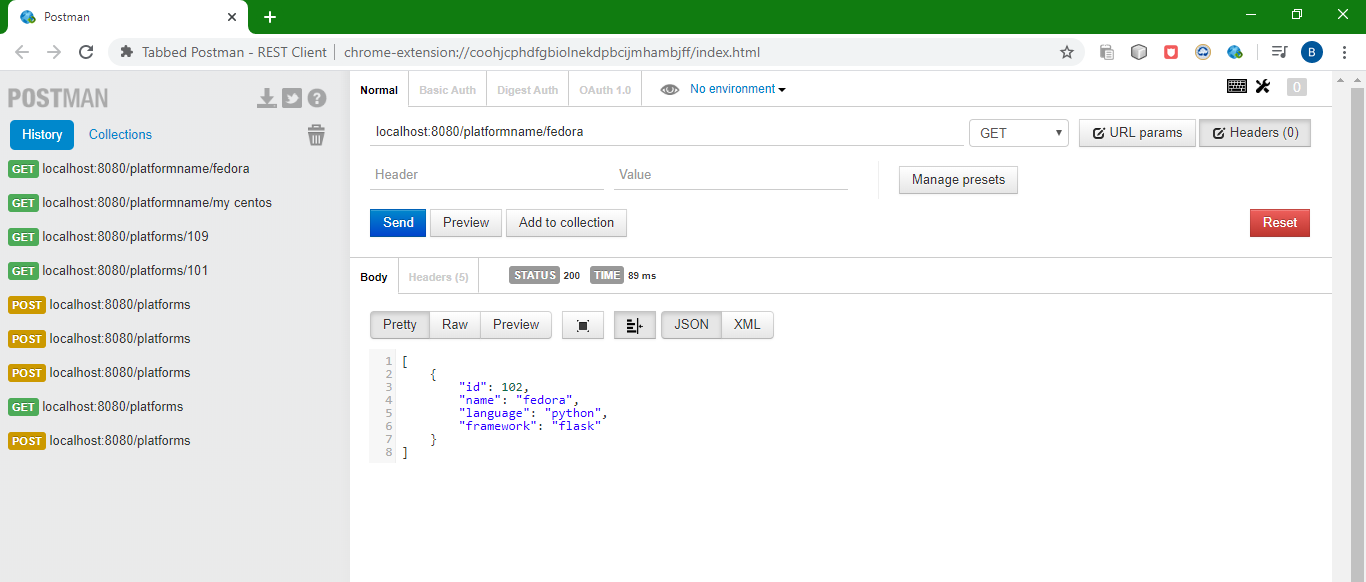 Postman
Tabbed Postman - REST Client | chrome-extension://coohjcphdfgbiolnekdpbcijmhambjff/index.html
B
POSTMAN
History Collections
GET localhost:8080/platformname/fedora
GET localhost:8080/platformname/my centos
GET localhost:8080/platforms/109
GET localhost:8080/platforms/101
POST localhost:8080/platforms
POST localhost:8080/platforms
POST localhost:8080/platforms
GET localhost:8080/platforms
POST localhost:8080/platforms
Normal Basic Auth Digest Auth OAuth 1.0 No environment 0
localhost:8080/platformname/fedora GET URL params Headers (0)
Header Value Manage presets
Send Preview Add to collection Reset
Body Headers (5) STATUS 200 TIME 89 ms
Pretty Raw Preview JSON XML
1 [
2 {
3 "id": 102,
4 "name": "fedora",
5 "language": "python",
6 "framework": "flask"
7 }
8 ]